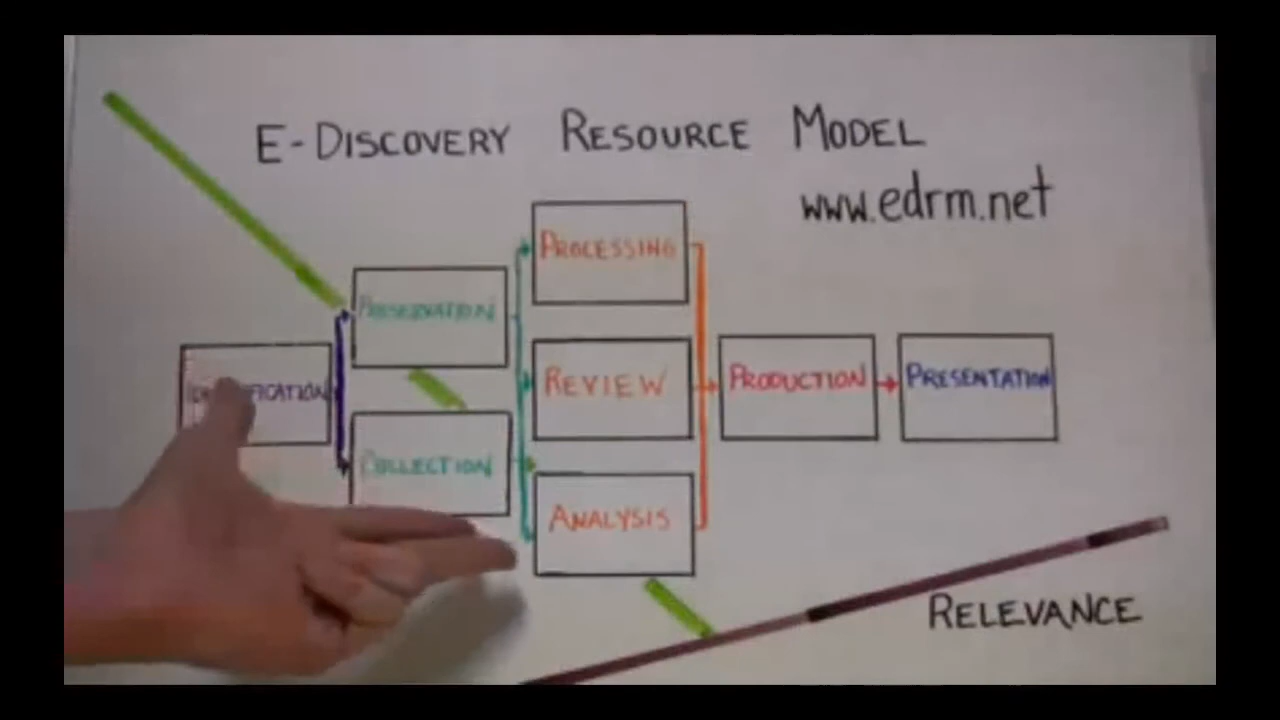 E-DISCOVERY RESOURCE MODEL
www.edrm.net
PROCESSING
PRESERVATION
REVIEW
PRODUCTION
PRESENTATION
COLLECTION
ANALYSIS
RELEVANCE